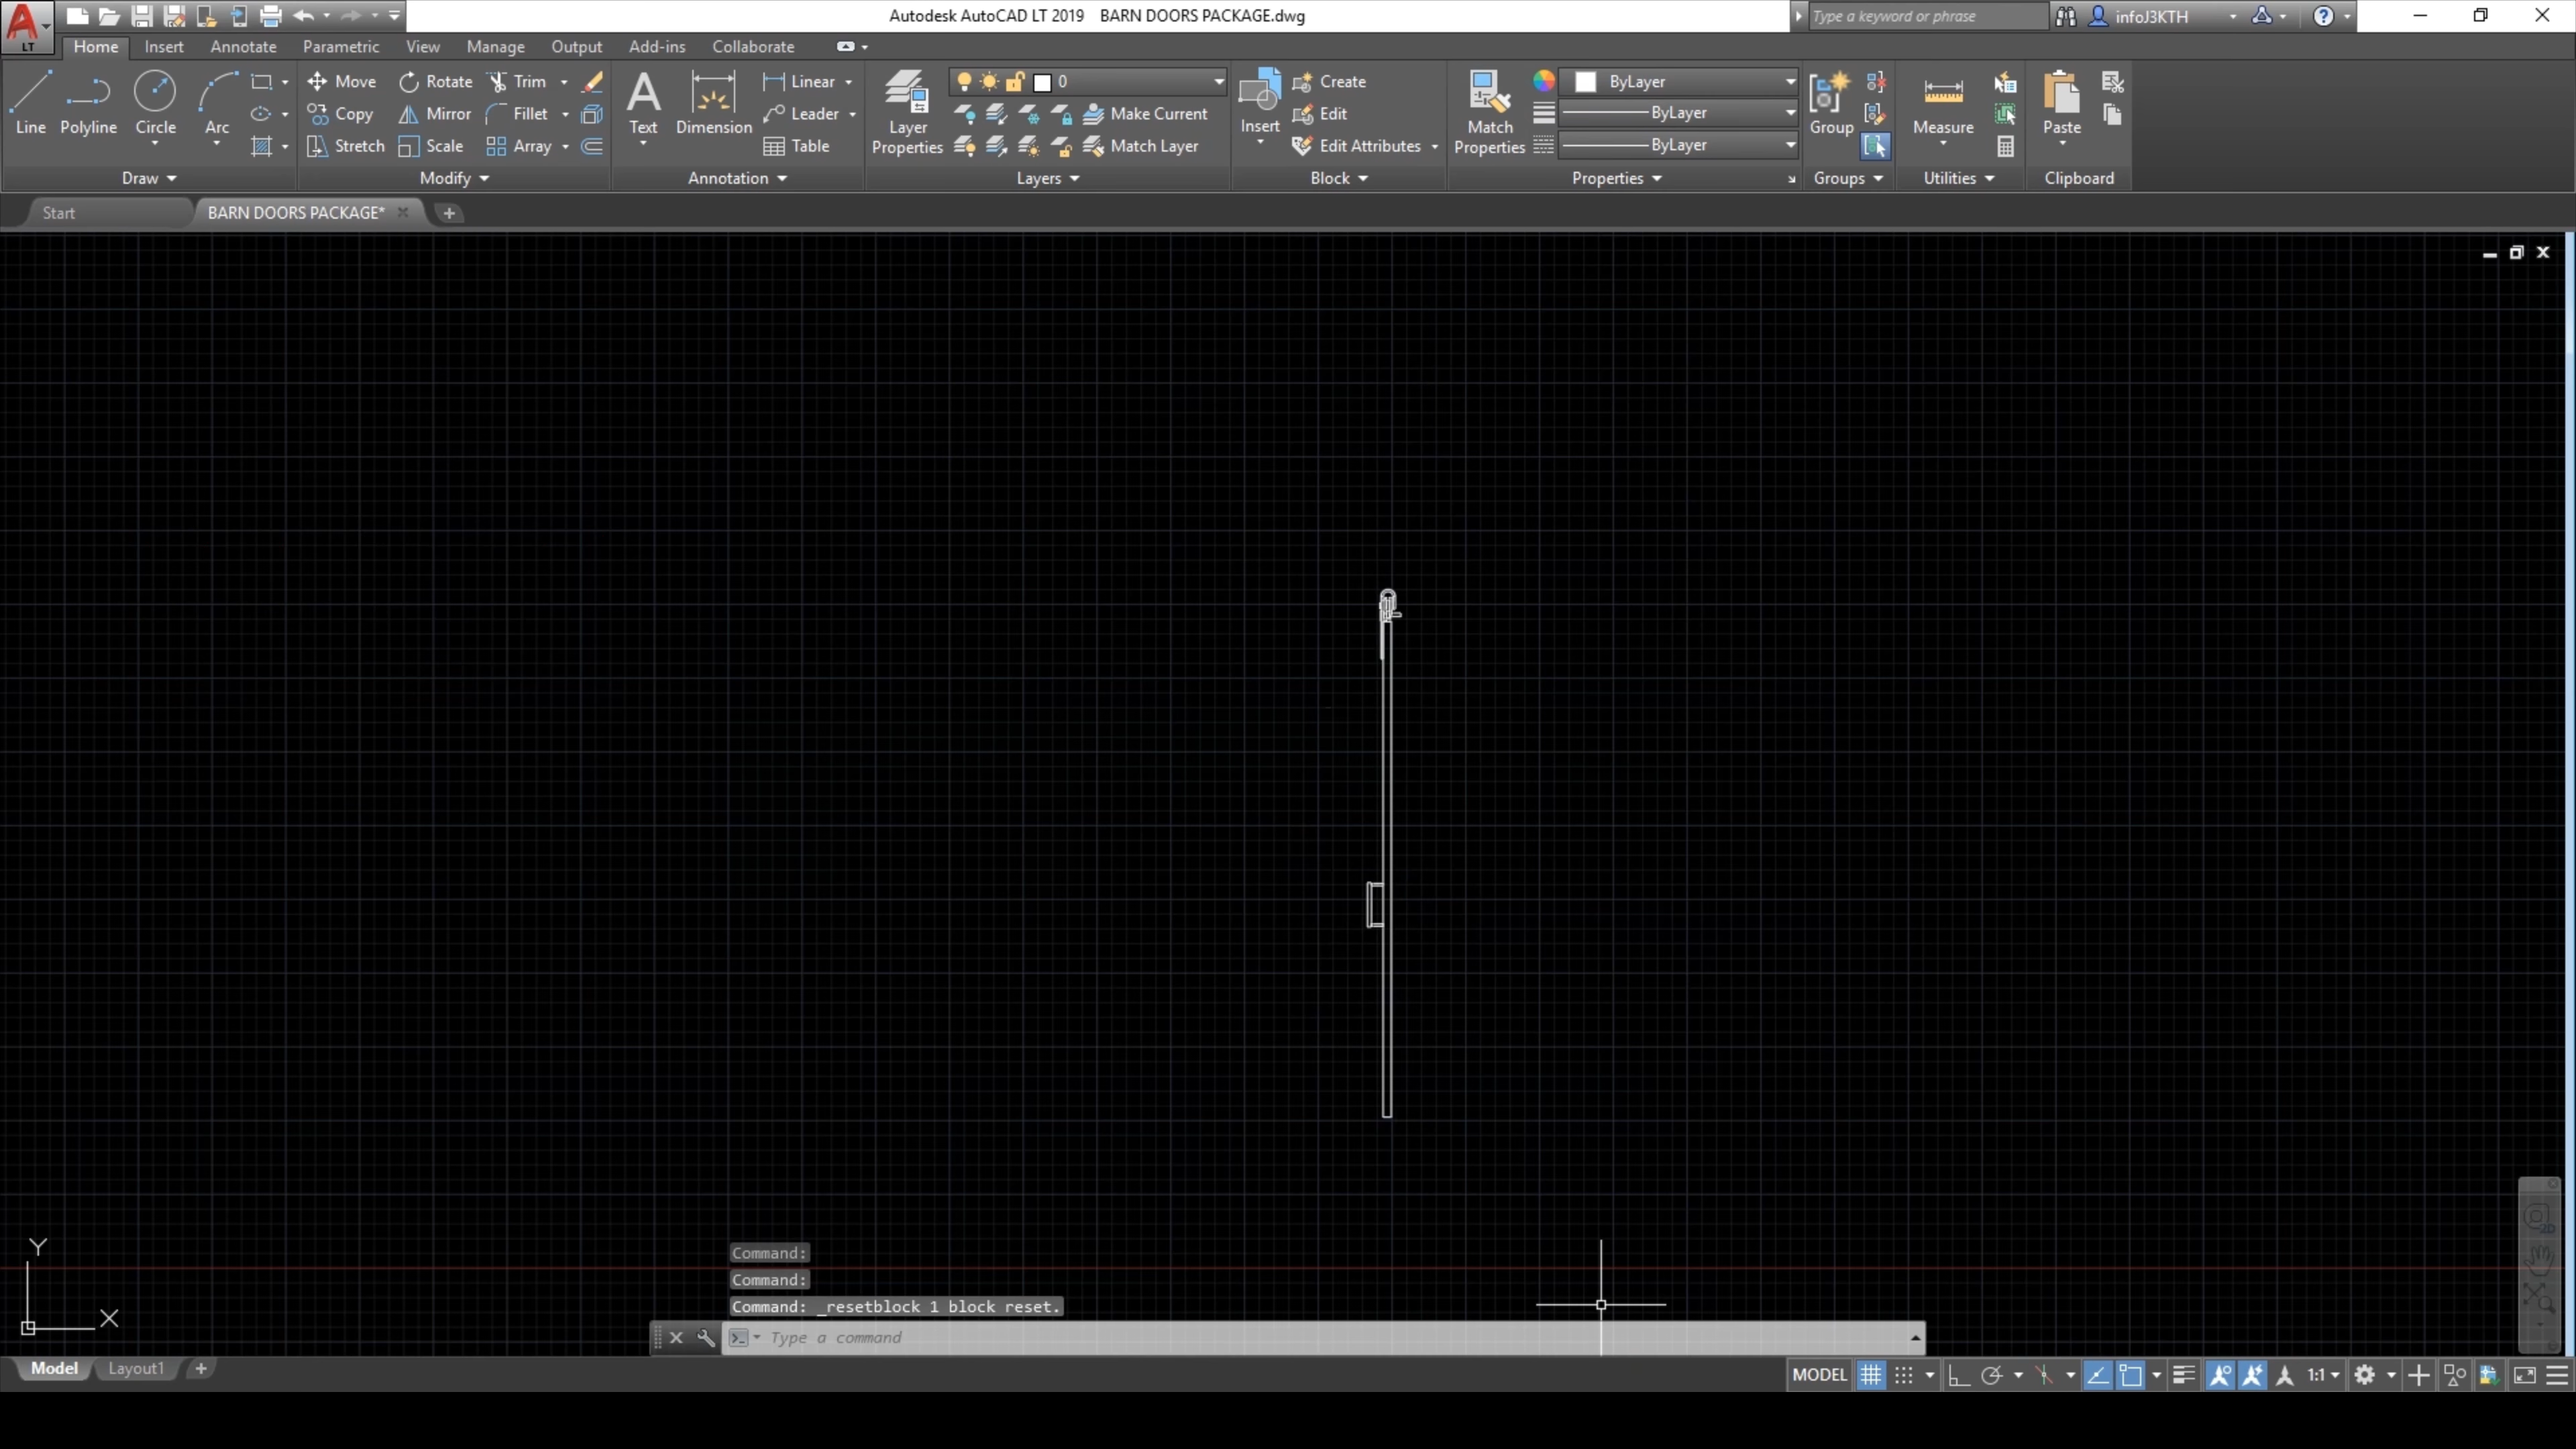 Autodesk AutoCAD LT 2019 BARN DOORS PACKAGE.dwg
Type a keyword or phrase
infoJ3KTH
LT
Home Insert Annotate Parametric View Manage Output Add-ins Collaborate
Line Polyline Circle Arc
Move Rotate Trim
Copy Mirror Fillet
Stretch Scale Array
Text Dimension
Linear
Leader
Table
Layer Properties
0
Make Current
Match Layer
Insert
Create
Edit
Edit Attributes
Match Properties
ByLayer
ByLayer
ByLayer
Group
Measure
Paste
Draw Modify Annotation Layers Block Properties Groups Utilities Clipboard
Start BARN DOORS PACKAGE*
Y
X
Command:
Command:
Command: _resetblock 1 block reset.
Type a command
Model Layout1
MODEL 1:1